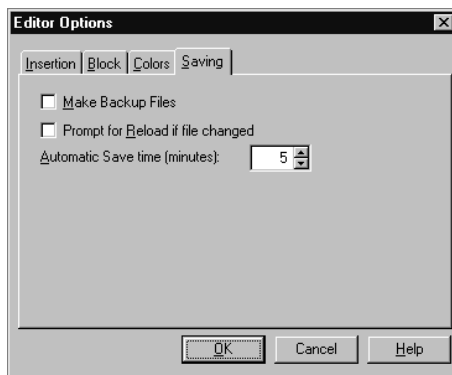 Editor Options
Insertion Block Colors Saving
Make Backup Files
Prompt for Reload if file changed
Automatic Save time (minutes): 5
OK Cancel Help